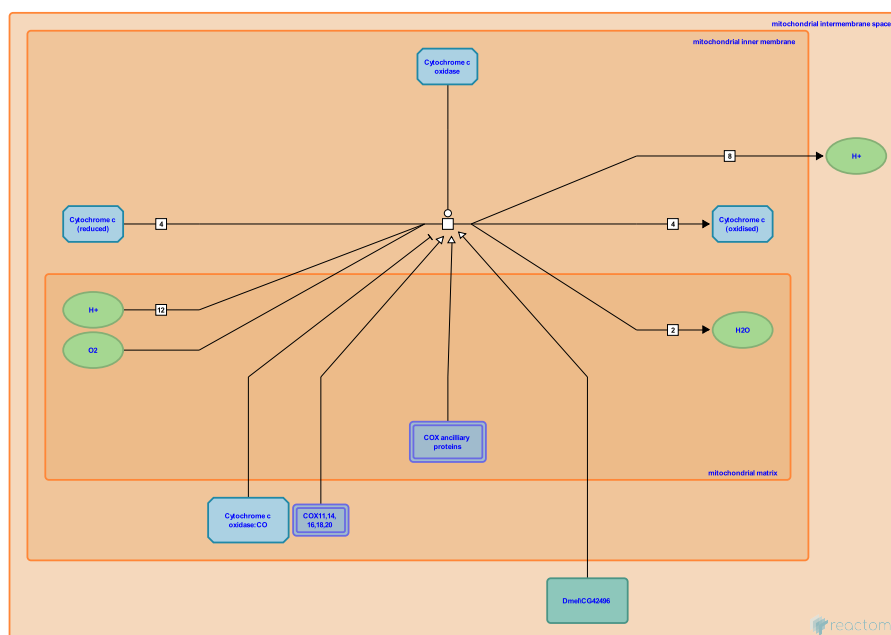 mitochondrial intermembrane space
mitochondrial inner membrane
Cytochrome c
oxidase
8
H+
Cytochrome c
(reduced)
4
4
Cytochrome c
(oxidised)
H+
12
O2
2
H2O
COX ancilliary
proteins
mitochondrial matrix
Cytochrome c
oxidase:CO
COX11,14,
16,18,20
Dmel\CG42496
reactom